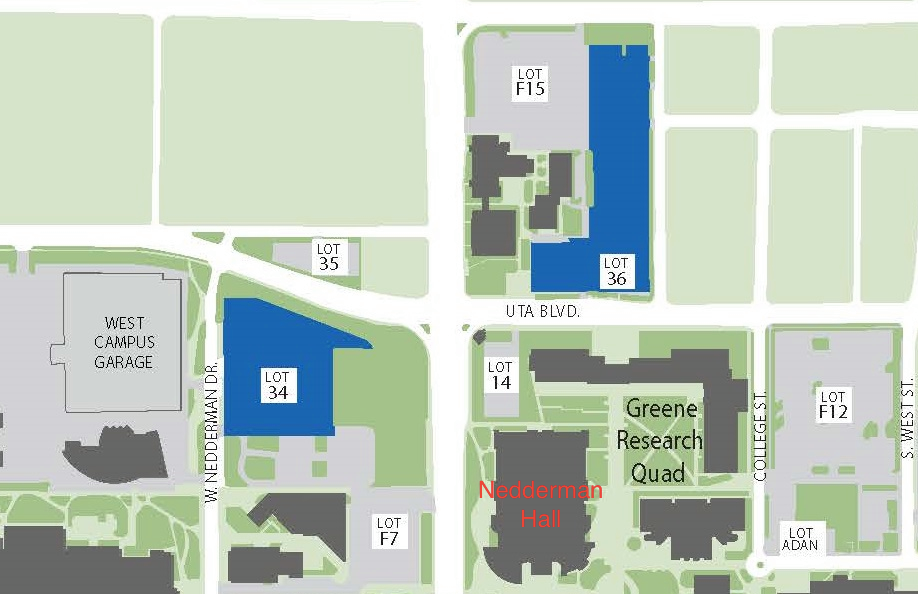 LOT
F15
LOT
35
LOT
36
UTA BLVD.
WEST
CAMPUS
GARAGE
LOT
34
W. NEDDERMAN DR.
LOT
14
Greene
Research
Quad
COLLEGE ST.
LOT
F12
S. WEST ST.
Nedderman
Hall
LOT
F7
LOT
ADAN